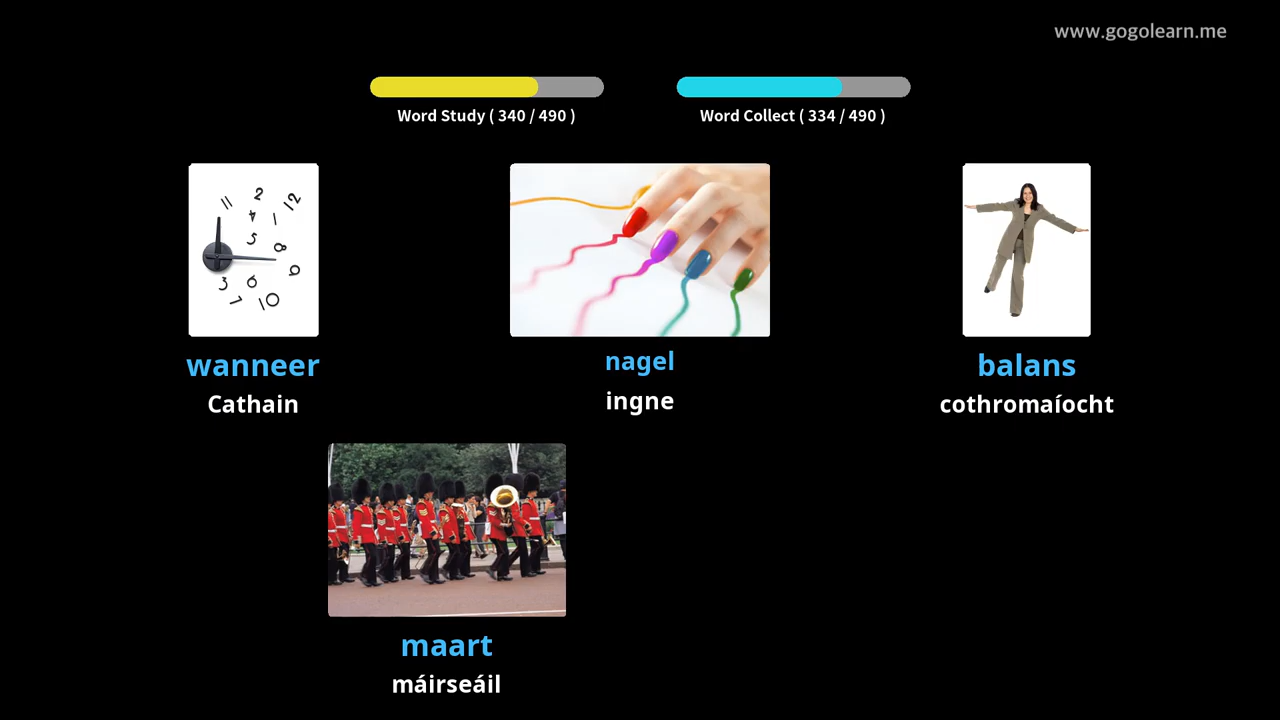 www.gogolearn.me
Word Study ( 340 / 490 )
Word Collect ( 334 / 490 )
wanneer
Cathain
nagel
ingne
balans
cothromaíocht
maart
máirseáil